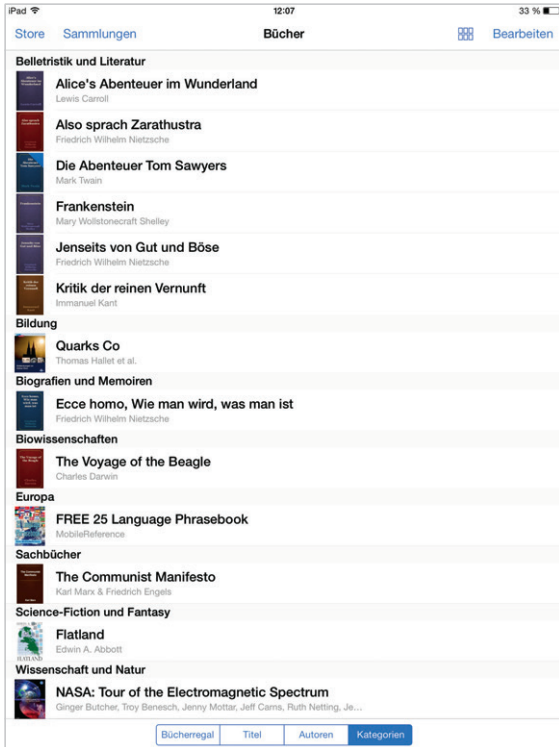 iPad 12:07 33 %
Store Sammlungen Bücher Bearbeiten
Belletristik und Literatur
Alice's Abenteuer im Wunderland
Lewis Carroll
Also sprach Zarathustra
Friedrich Wilhelm Nietzsche
Die Abenteuer Tom Sawyers
Mark Twain
Frankenstein
Mary Wollstonecraft Shelley
Jenseits von Gut und Böse
Friedrich Wilhelm Nietzsche
Kritik der reinen Vernunft
Immanuel Kant
Bildung
Quarks Co
Thomas Hallet et al.
Biografien und Memoiren
Ecce homo, Wie man wird, was man ist
Friedrich Wilhelm Nietzsche
Biowissenschaften
The Voyage of the Beagle
Charles Darwin
Europa
FREE 25 Language Phrasebook
MobileReference
Sachbücher
The Communist Manifesto
Karl Marx & Friedrich Engels
Science-Fiction und Fantasy
Flatland
Edwin A. Abbott
FLATLAND
Wissenschaft und Natur
NASA: Tour of the Electromagnetic Spectrum
Ginger Butcher, Troy Benesch, Jenny Mottar, Jeff Cams, Ruth Netting, Je…
Bücherregal Titel Autoren Kategorien